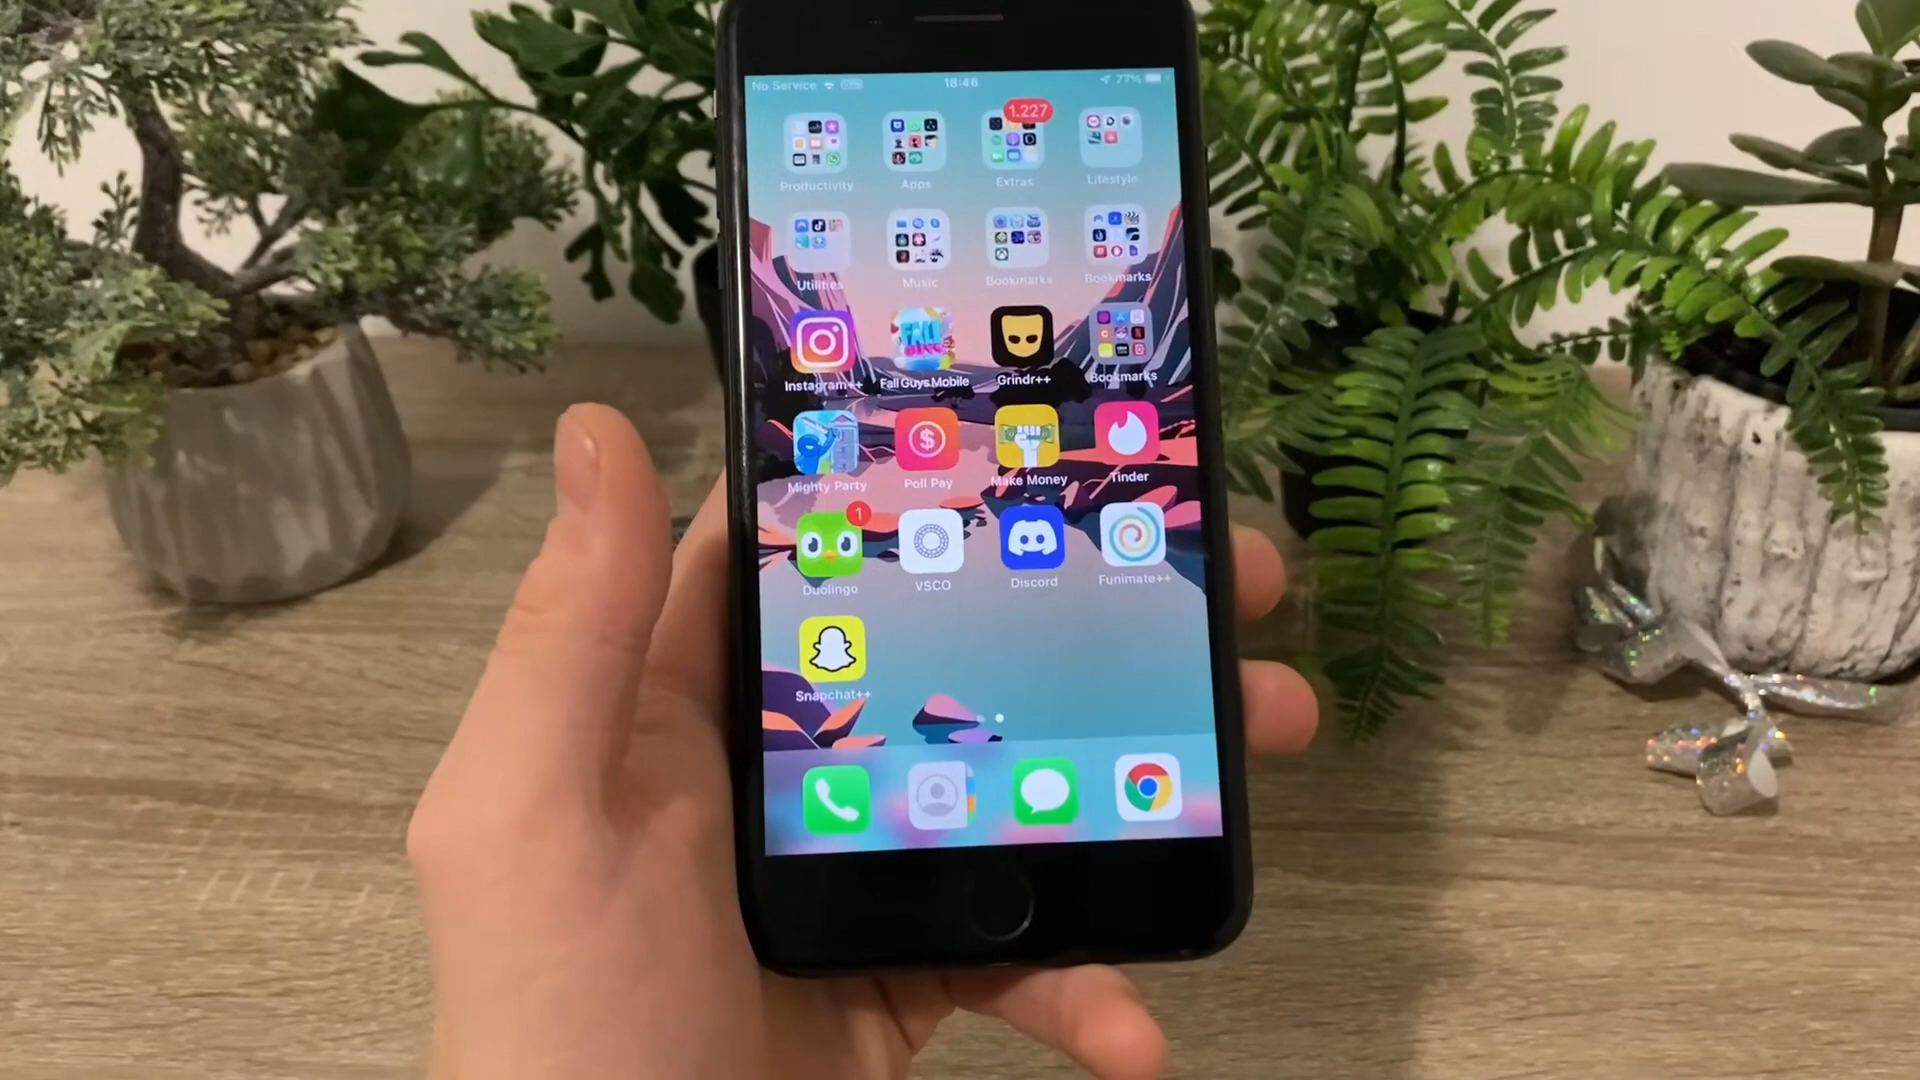 No Service 18:46 77%
1.227
Productivity Apps Extras Lifestyle
Utilities Music Bookmarks Bookmarks
FALL
Instagram++ Fall Guys Mobile Grindr++ Bookmarks
$
Mighty Party Poll Pay Make Money Tinder
1
Duolingo VSCO Discord Funimate++
Snapchat++